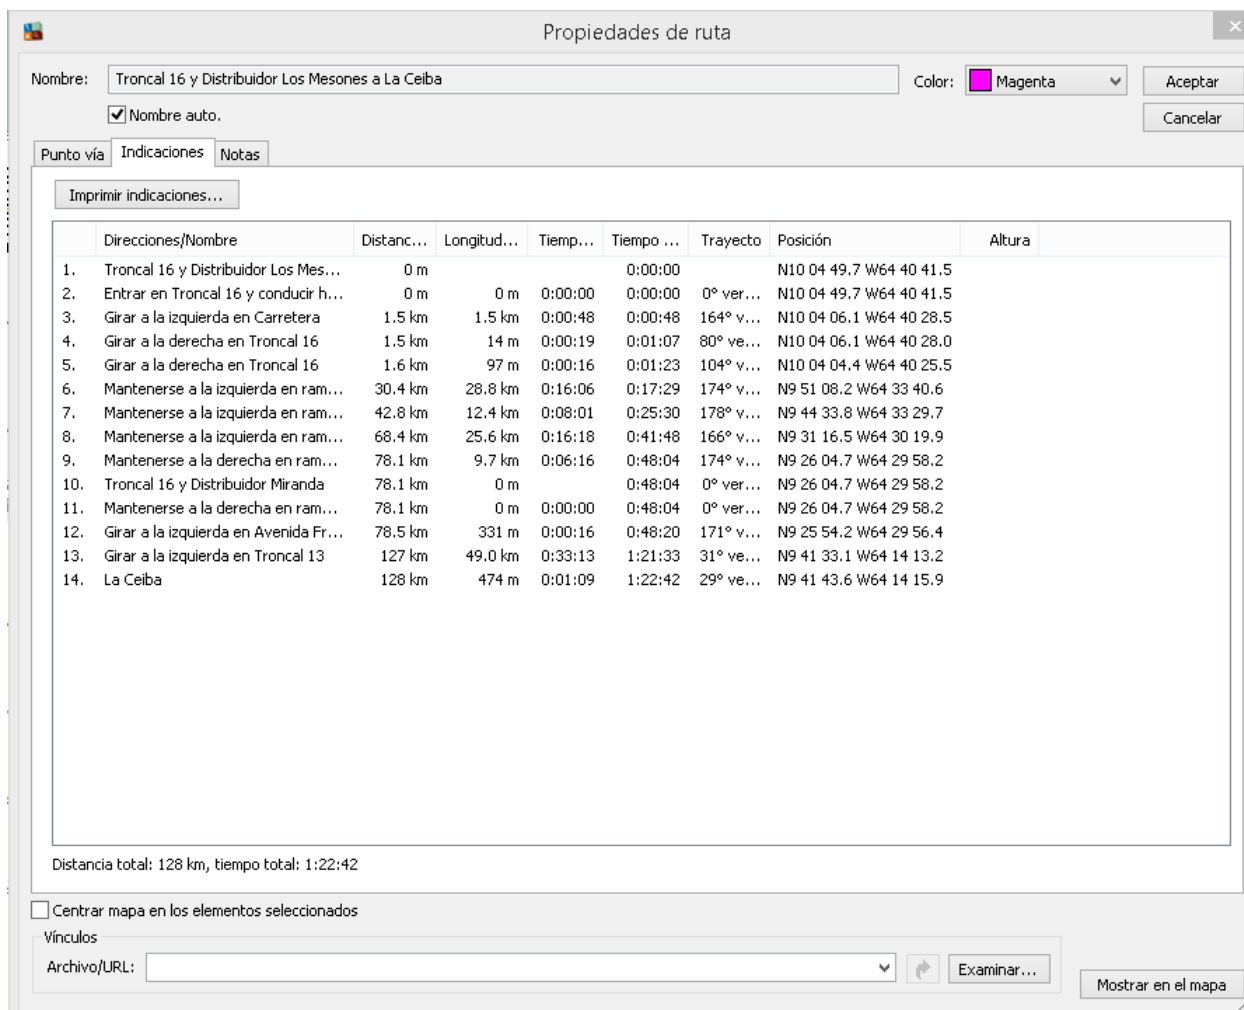 Propiedades de ruta
Nombre: Troncal 16 y Distribuidor Los Mesones a La Ceiba Color: Magenta Aceptar
Nombre auto. Cancelar
Punto vía Indicaciones Notas
Imprimir indicaciones...
Direcciones/Nombre Distanc... Longitud... Tiemp... Tiempo ... Trayecto Posición Altura
1. Troncal 16 y Distribuidor Los Mes... 0 m 0:00:00 N10 04 49.7 W64 40 41.5
2. Entrar en Troncal 16 y conducir h... 0 m 0 m 0:00:00 0:00:00 0° ver... N10 04 49.7 W64 40 41.5
3. Girar a la izquierda en Carretera 1.5 km 1.5 km 0:00:48 0:00:48 164° v... N10 04 06.1 W64 40 28.5
4. Girar a la derecha en Troncal 16 1.5 km 14 m 0:00:19 0:01:07 80° ve... N10 04 06.1 W64 40 28.0
5. Girar a la derecha en Troncal 16 1.6 km 97 m 0:00:16 0:01:23 104° v... N10 04 04.4 W64 40 25.5
6. Mantenerse a la izquierda en ram... 30.4 km 28.8 km 0:16:06 0:17:29 174° v... N9 51 08.2 W64 33 40.6
7. Mantenerse a la izquierda en ram... 42.8 km 12.4 km 0:08:01 0:25:30 178° v... N9 44 33.8 W64 33 29.7
8. Mantenerse a la izquierda en ram... 68.4 km 25.6 km 0:16:18 0:41:48 166° v... N9 31 16.5 W64 30 19.9
9. Mantenerse a la derecha en ram... 78.1 km 9.7 km 0:06:16 0:48:04 174° v... N9 26 04.7 W64 29 58.2
10. Troncal 16 y Distribuidor Miranda 78.1 km 0 m 0:48:04 0° ver... N9 26 04.7 W64 29 58.2
11. Mantenerse a la derecha en ram... 78.1 km 0 m 0:00:00 0:48:04 0° ver... N9 26 04.7 W64 29 58.2
12. Girar a la izquierda en Avenida Fr... 78.5 km 331 m 0:00:16 0:48:20 171° v... N9 25 54.2 W64 29 56.4
13. Girar a la izquierda en Troncal 13 127 km 49.0 km 0:33:13 1:21:33 31° ve... N9 41 33.1 W64 14 13.2
14. La Ceiba 128 km 474 m 0:01:09 1:22:42 29° ve... N9 41 43.6 W64 14 15.9
Distancia total: 128 km, tiempo total: 1:22:42
Centrar mapa en los elementos seleccionados
Vínculos
Archivo/URL: Examinar...
Mostrar en el mapa